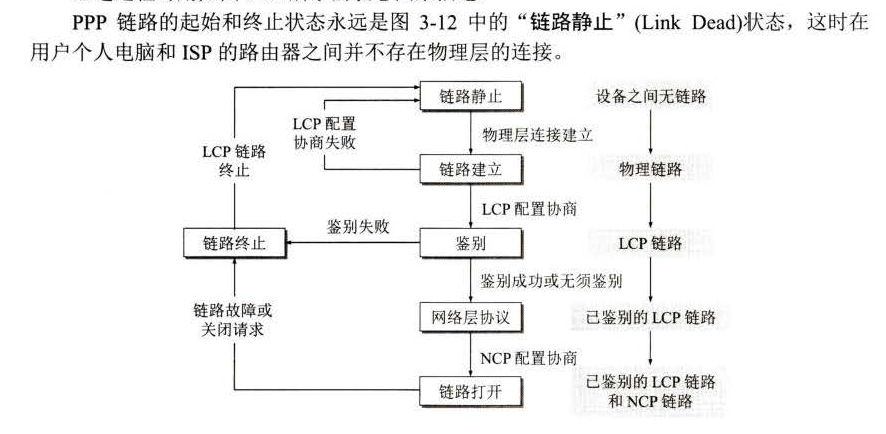 PPP 链路的起始和终止状态永远是图 3-12 中的“链路静止”(Link Dead)状态，这时在
用户个人电脑和 ISP 的路由器之间并不存在物理层的连接。
链路静止
设备之间无链路
LCP 配置
协商失败
物理层连接建立
LCP 链路
终止
链路建立
物理链路
LCP 配置协商
鉴别失败
链路终止
鉴别
LCP 链路
鉴别成功或无须鉴别
链路故障或
关闭请求
网络层协议
已鉴别的 LCP 链路
NCP 配置协商
链路打开
已鉴别的 LCP 链路
和 NCP 链路